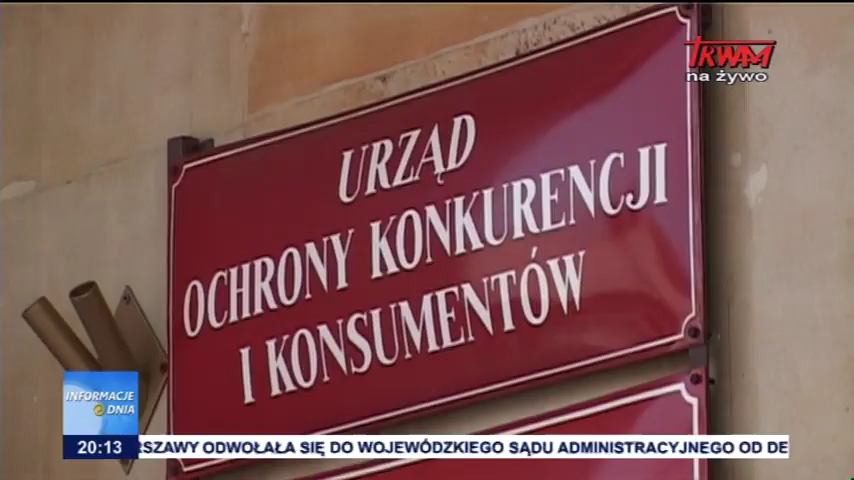 TRWAM
na żywo
URZĄD
OCHRONY KONKURENCJI
I KONSUMENTÓW
INFORMACJE
DNIA
20:13
RSZAWY ODWOŁAŁA SIĘ DO WOJEWÓDZKIEGO SĄDU ADMINISTRACYJNEGO OD DE